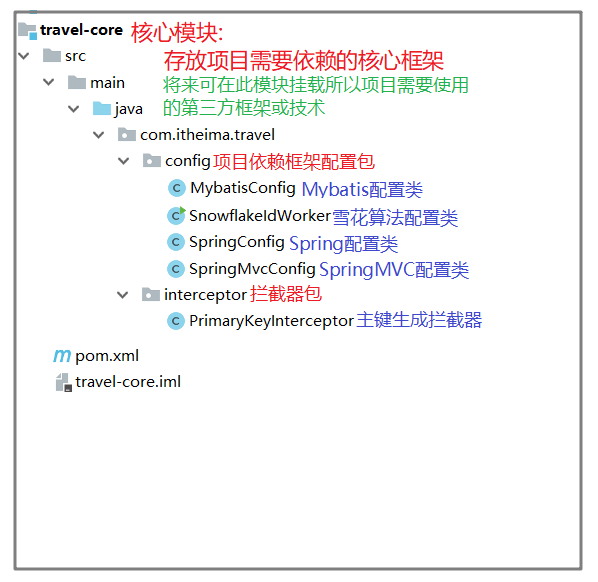 travel-core 核心模块:
src 存放项目需要依赖的核心框架
main 将来可在此模块挂载所以项目需要使用
java 的第三方框架或技术
com.itheima.travel
config 项目依赖框架配置包
MybatisConfig Mybatis配置类
SnowflakeIdWorker 雪花算法配置类
SpringConfig Spring配置类
SpringMvcConfig SpringMVC配置类
interceptor 拦截器包
PrimaryKeyInterceptor 主键生成拦截器
pom.xml
travel-core.iml